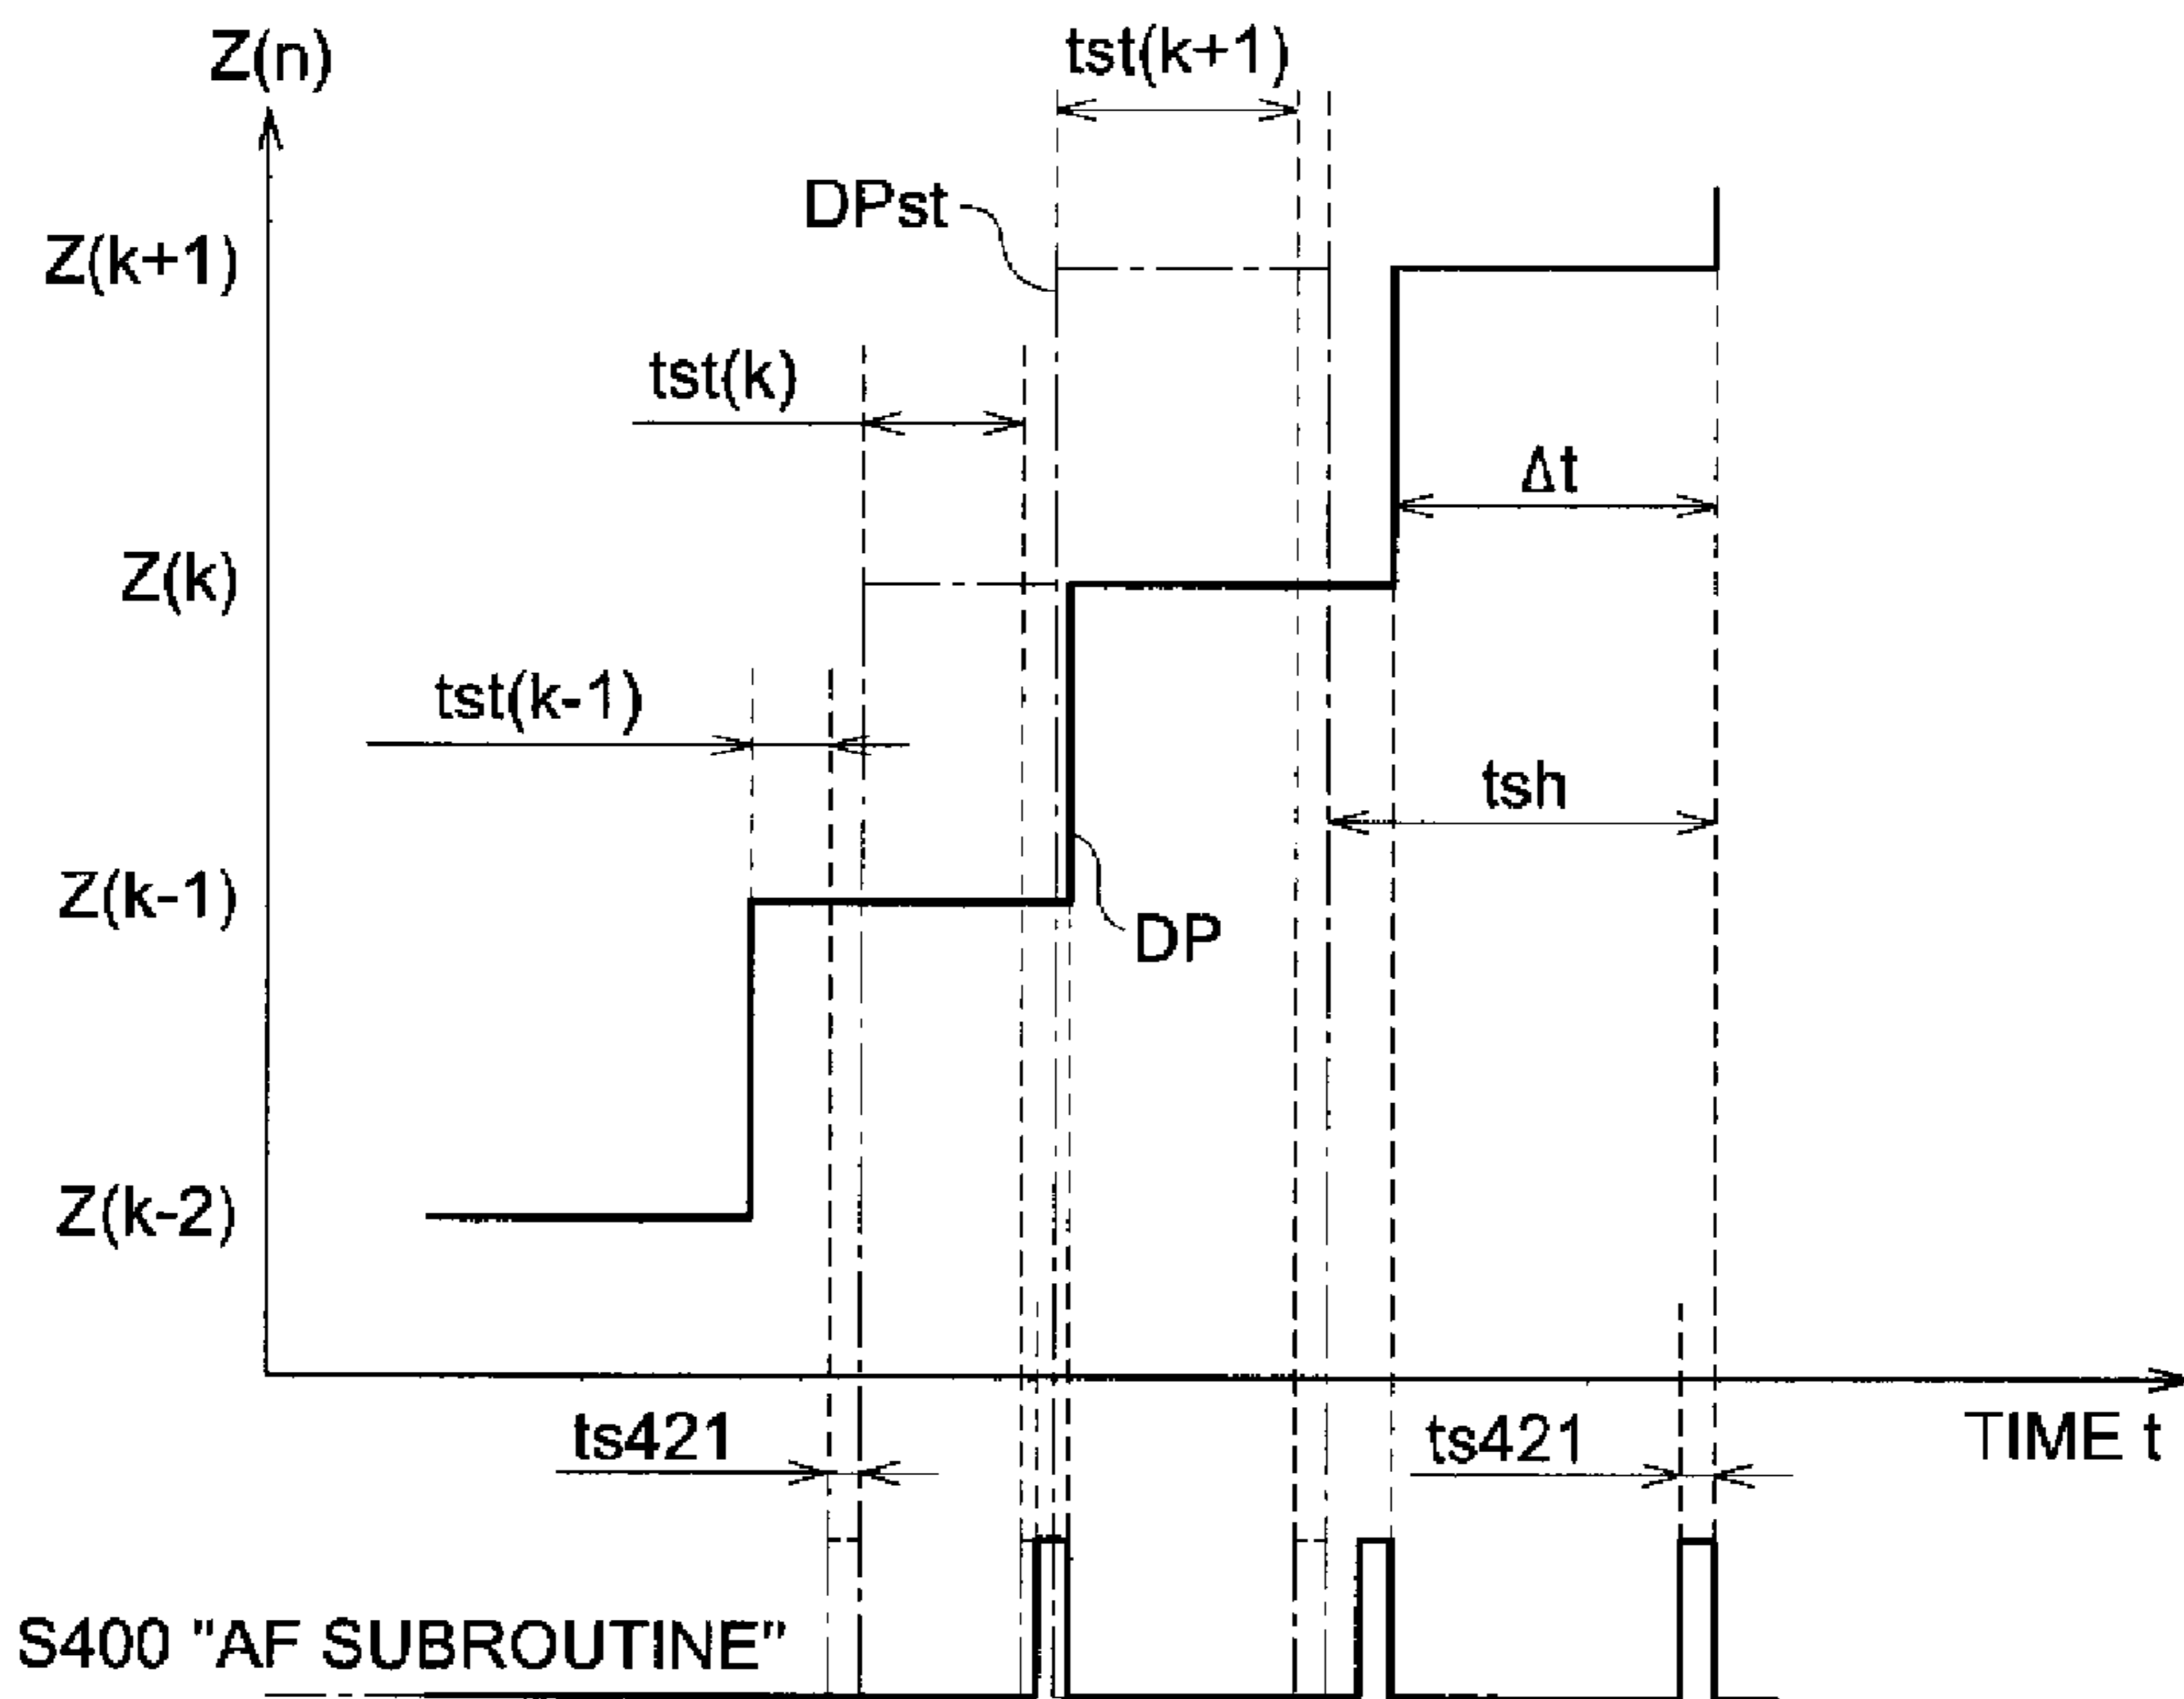 Z(n)
tst(k+1)
DPst
Z(k+1)
tst(k)
Δt
Z(k)
tst(k-1)
tsh
Z(k-1)
DP
Z(k-2)
ts421
ts421
TIME t
S400 "AF SUBROUTINE"